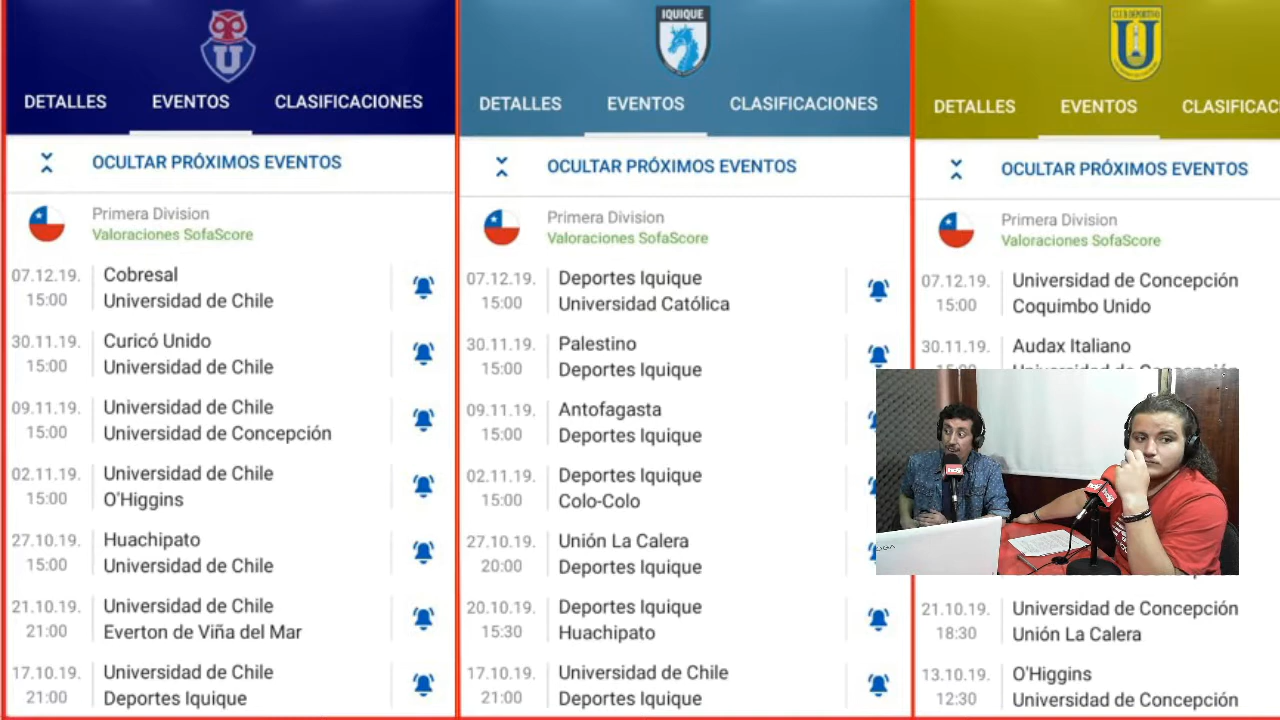 DETALLES
EVENTOS
CLASIFICACIONES
OCULTAR PRÓXIMOS EVENTOS
Primera Division
Valoraciones SofaScore
07.12.19. Cobresal
15:00 Universidad de Chile
30.11.19. Curicó Unido
15:00 Universidad de Chile
09.11.19. Universidad de Chile
15:00 Universidad de Concepción
02.11.19. Universidad de Chile
15:00 O'Higgins
27.10.19. Huachipato
15:00 Universidad de Chile
21.10.19. Universidad de Chile
21:00 Everton de Viña del Mar
17.10.19. Universidad de Chile
21:00 Deportes Iquique
IQUIQUE
DETALLES
EVENTOS
CLASIFICACIONES
OCULTAR PRÓXIMOS EVENTOS
Primera Division
Valoraciones SofaScore
07.12.19. Deportes Iquique
15:00 Universidad Católica
30.11.19. Palestino
15:00 Deportes Iquique
09.11.19. Antofagasta
15:00 Deportes Iquique
02.11.19. Deportes Iquique
15:00 Colo-Colo
27.10.19. Unión La Calera
20:00 Deportes Iquique
20.10.19. Deportes Iquique
15:30 Huachipato
17.10.19. Universidad de Chile
21:00 Deportes Iquique
CLUB DEPORTIVO
DETALLES
EVENTOS
CLASIFICAC
OCULTAR PRÓXIMOS EVENTOS
Primera Division
Valoraciones SofaScore
07.12.19. Universidad de Concepción
15:00 Coquimbo Unido
30.11.19. Audax Italiano
21.10.19. Universidad de Concepción
18:30 Unión La Calera
13.10.19. O'Higgins
12:30 Universidad de Concepción